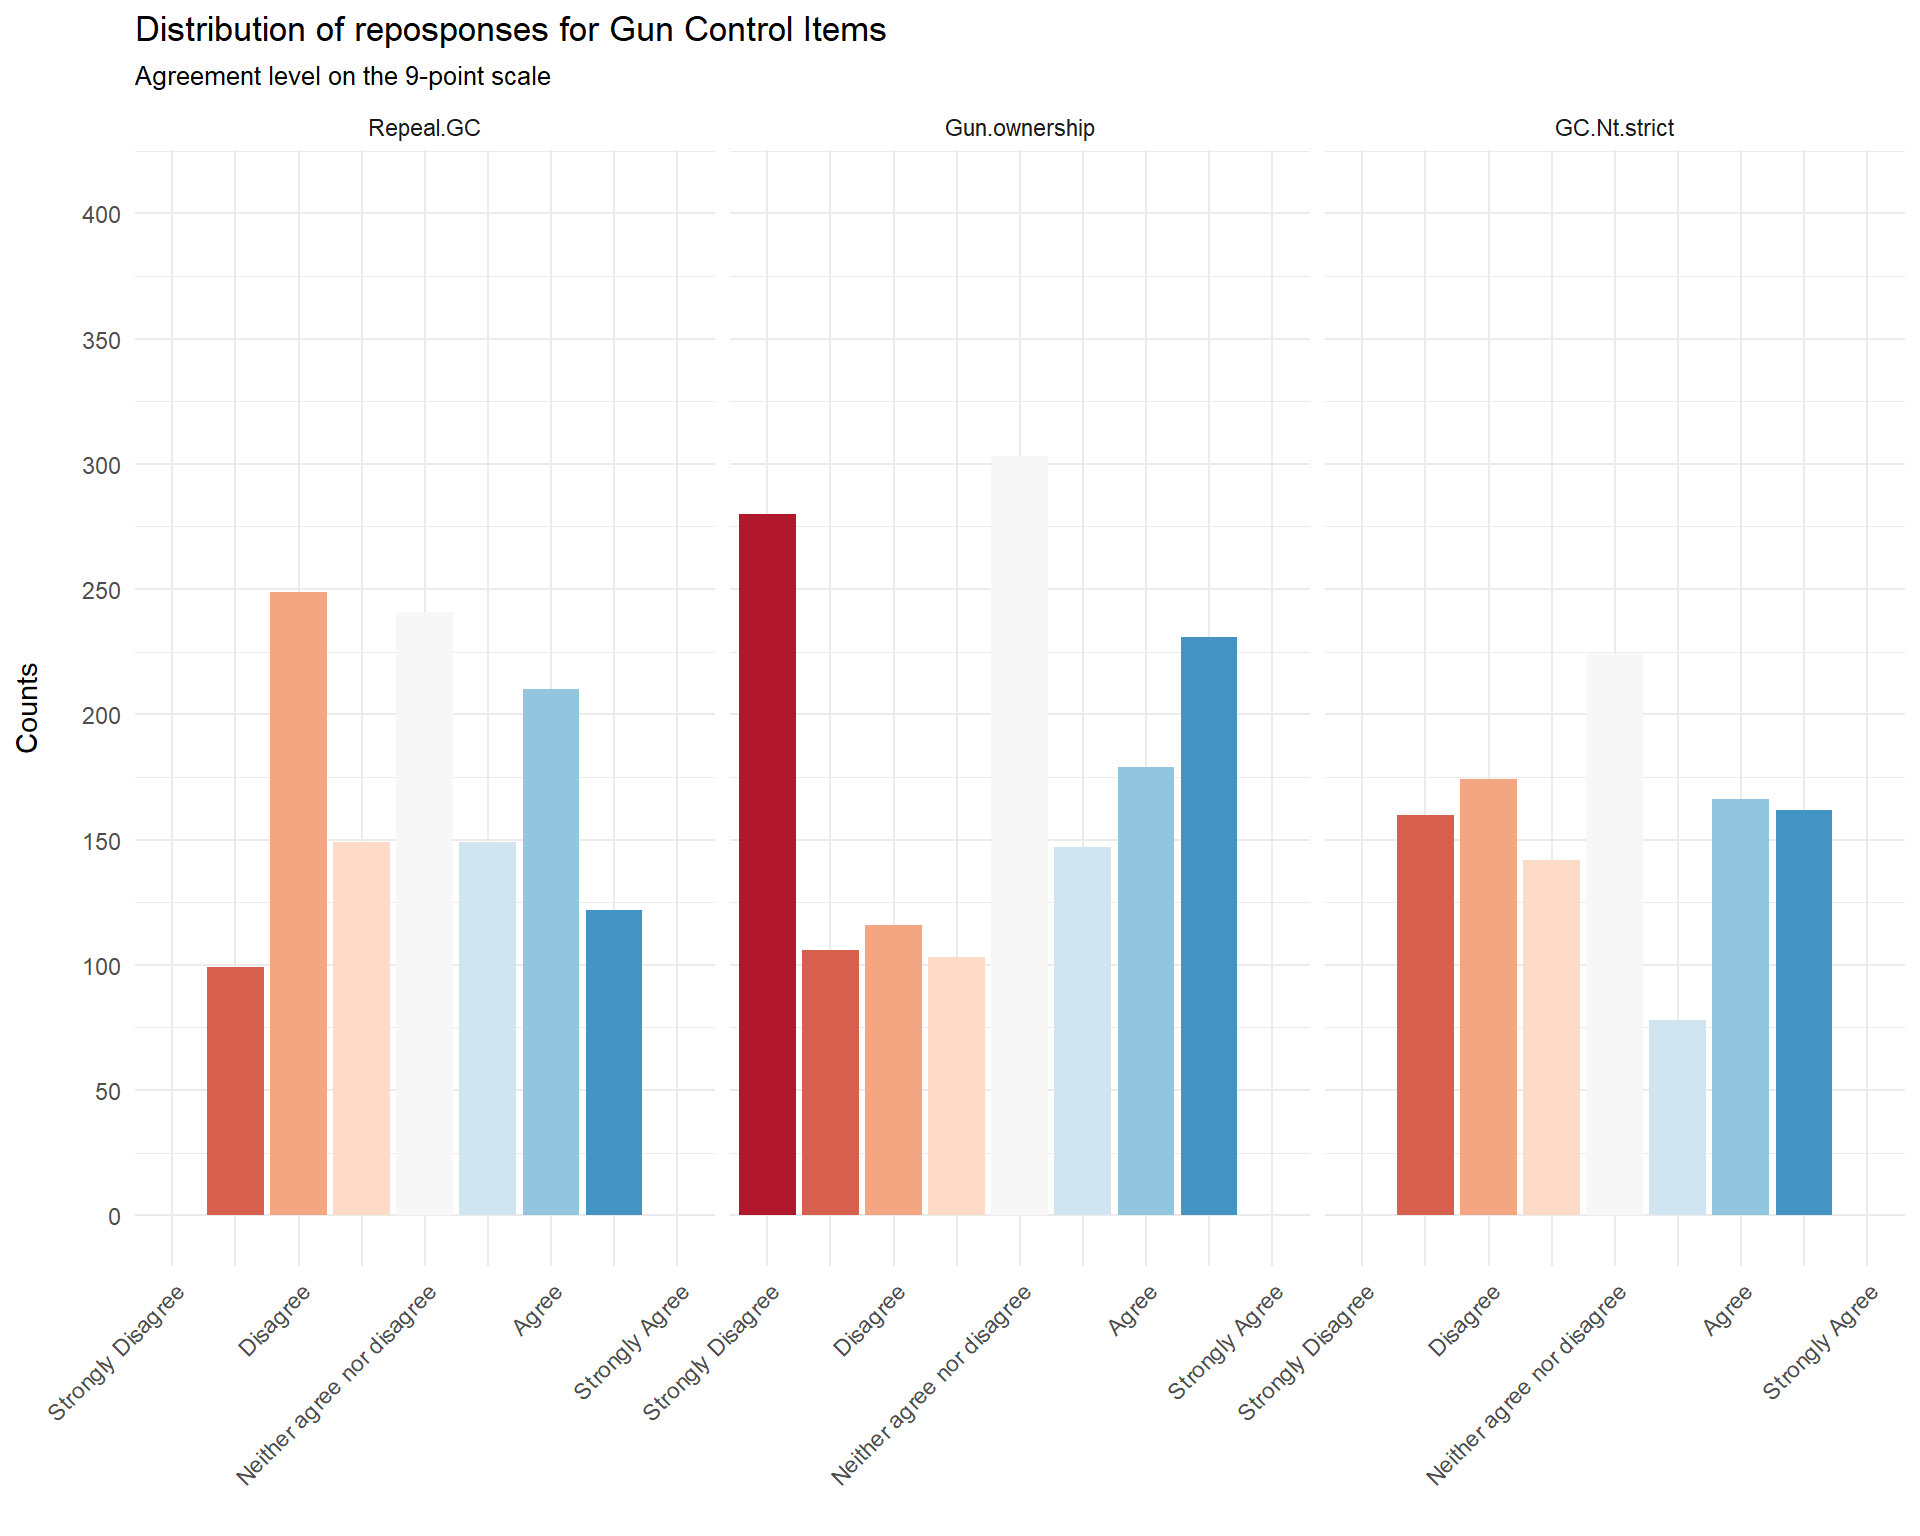 Distribution of reposponses for Gun Control Items
Agreement level on the 9-point scale
Repeal.GC
Gun.ownership
GC.Nt.strict
Counts
400
350
300
250
200
150
100
50
0
Strongly Disagree
Disagree
Neither agree nor disagree
Agree
Strongly Agree
Strongly Disagree
Disagree
Neither agree nor disagree
Agree
Strongly Agree
Strongly Disagree
Disagree
Neither agree nor disagree
Agree
Strongly Agree